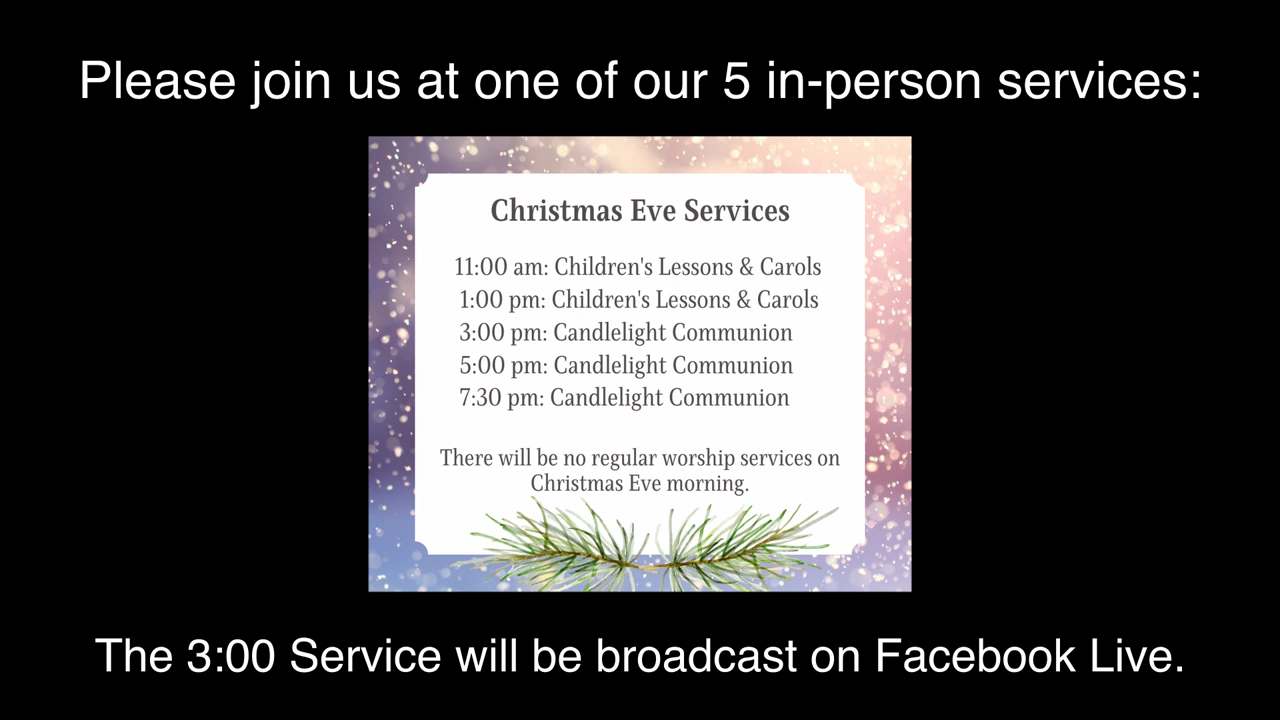 Please join us at one of our 5 in-person services:
Christmas Eve Services
11:00 am: Children's Lessons & Carols
1:00 pm: Children's Lessons & Carols
3:00 pm: Candlelight Communion
5:00 pm: Candlelight Communion
7:30 pm: Candlelight Communion
There will be no regular worship services on
Christmas Eve morning.
The 3:00 Service will be broadcast on Facebook Live.